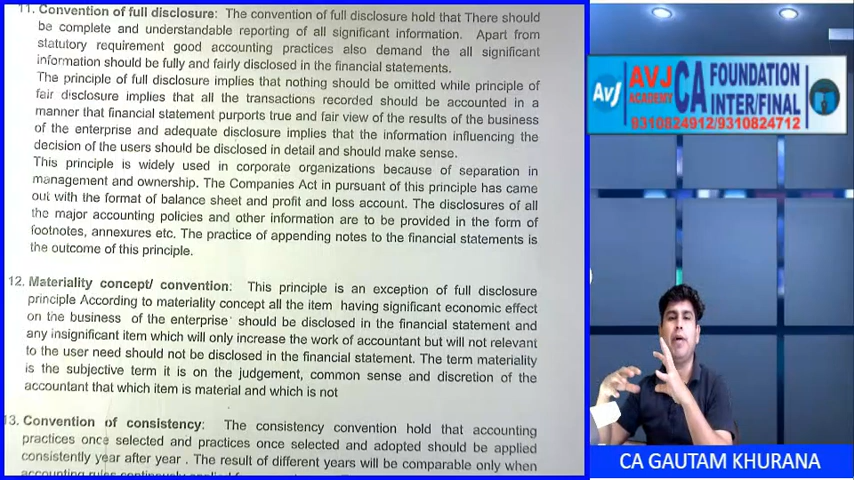 11. Convention of full disclosure: The convention of full disclosure hold that There should
be complete and understandable reporting of all significant information. Apart from
statutory requirement good accounting practices also demand the all significant
information should be fully and fairly disclosed in the financial statements.
The principle of full disclosure implies that nothing should be omitted while principle of
fair disclosure implies that all the transactions recorded should be accounted in a
manner that financial statement purports true and fair view of the results of the business
of the enterprise and adequate disclosure implies that the information influencing the
decision of the users should be disclosed in detail and should make sense.
This principle is widely used in corporate organizations because of separation in
management and ownership. The Companies Act in pursuant of this principle has came
out with the format of balance sheet and profit and loss account. The disclosures of all
the major accounting policies and other information are to be provided in the form of
footnotes, annexures etc. The practice of appending notes to the financial statements is
the outcome of this principle.
12. Materiality concept/ convention: This principle is an exception of full disclosure
principle According to materiality concept all the item having significant economic effect
on the business of the enterprise should be disclosed in the financial statement and
any insignificant item which will only increase the work of accountant but will not relevant
to the user need should not be disclosed in the financial statement. The term materiality
is the subjective term it is on the judgement, common sense and discretion of the
accountant that which item is material and which is not
13. Convention of consistency: The consistency convention hold that accounting
practices once selected and practices once selected and adopted should be applied
consistently year after year . The result of different years will be comparable only when
accounting rules continuously applied
AVJ
AVJ
ACADEMY
CA
FOUNDATION
INTER/FINAL
9310824912/9310824712
CA GAUTAM KHURANA